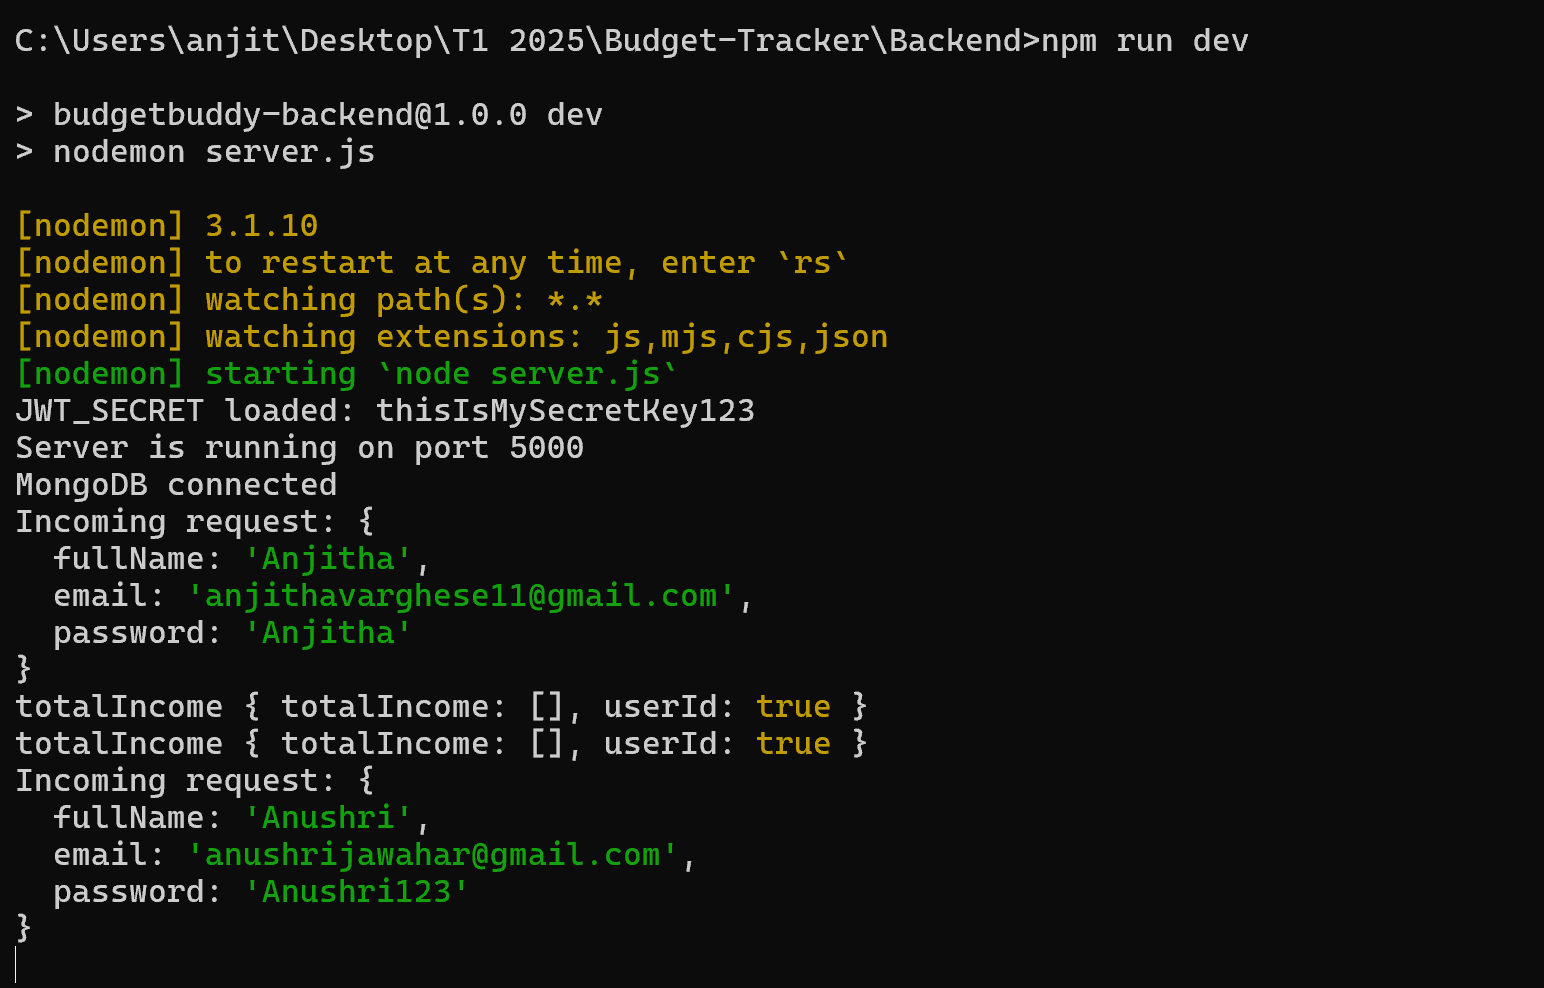 C:\Users\anjit\Desktop\T1 2025\Budget-Tracker\Backend>npm run dev
> budgetbuddy-backend@1.0.0 dev
> nodemon server.js
[nodemon] 3.1.10
[nodemon] to restart at any time, enter `rs`
[nodemon] watching path(s): *.*
[nodemon] watching extensions: js,mjs,cjs,json
[nodemon] starting `node server.js`
JWT_SECRET loaded: thisIsMySecretKey123
Server is running on port 5000
MongoDB connected
Incoming request: {
  fullName: 'Anjitha',
  email: 'anjithavarghese11@gmail.com',
  password: 'Anjitha'
}
totalIncome { totalIncome: [], userId: true }
totalIncome { totalIncome: [], userId: true }
Incoming request: {
  fullName: 'Anushri',
  email: 'anushrijawahar@gmail.com',
  password: 'Anushri123'
}